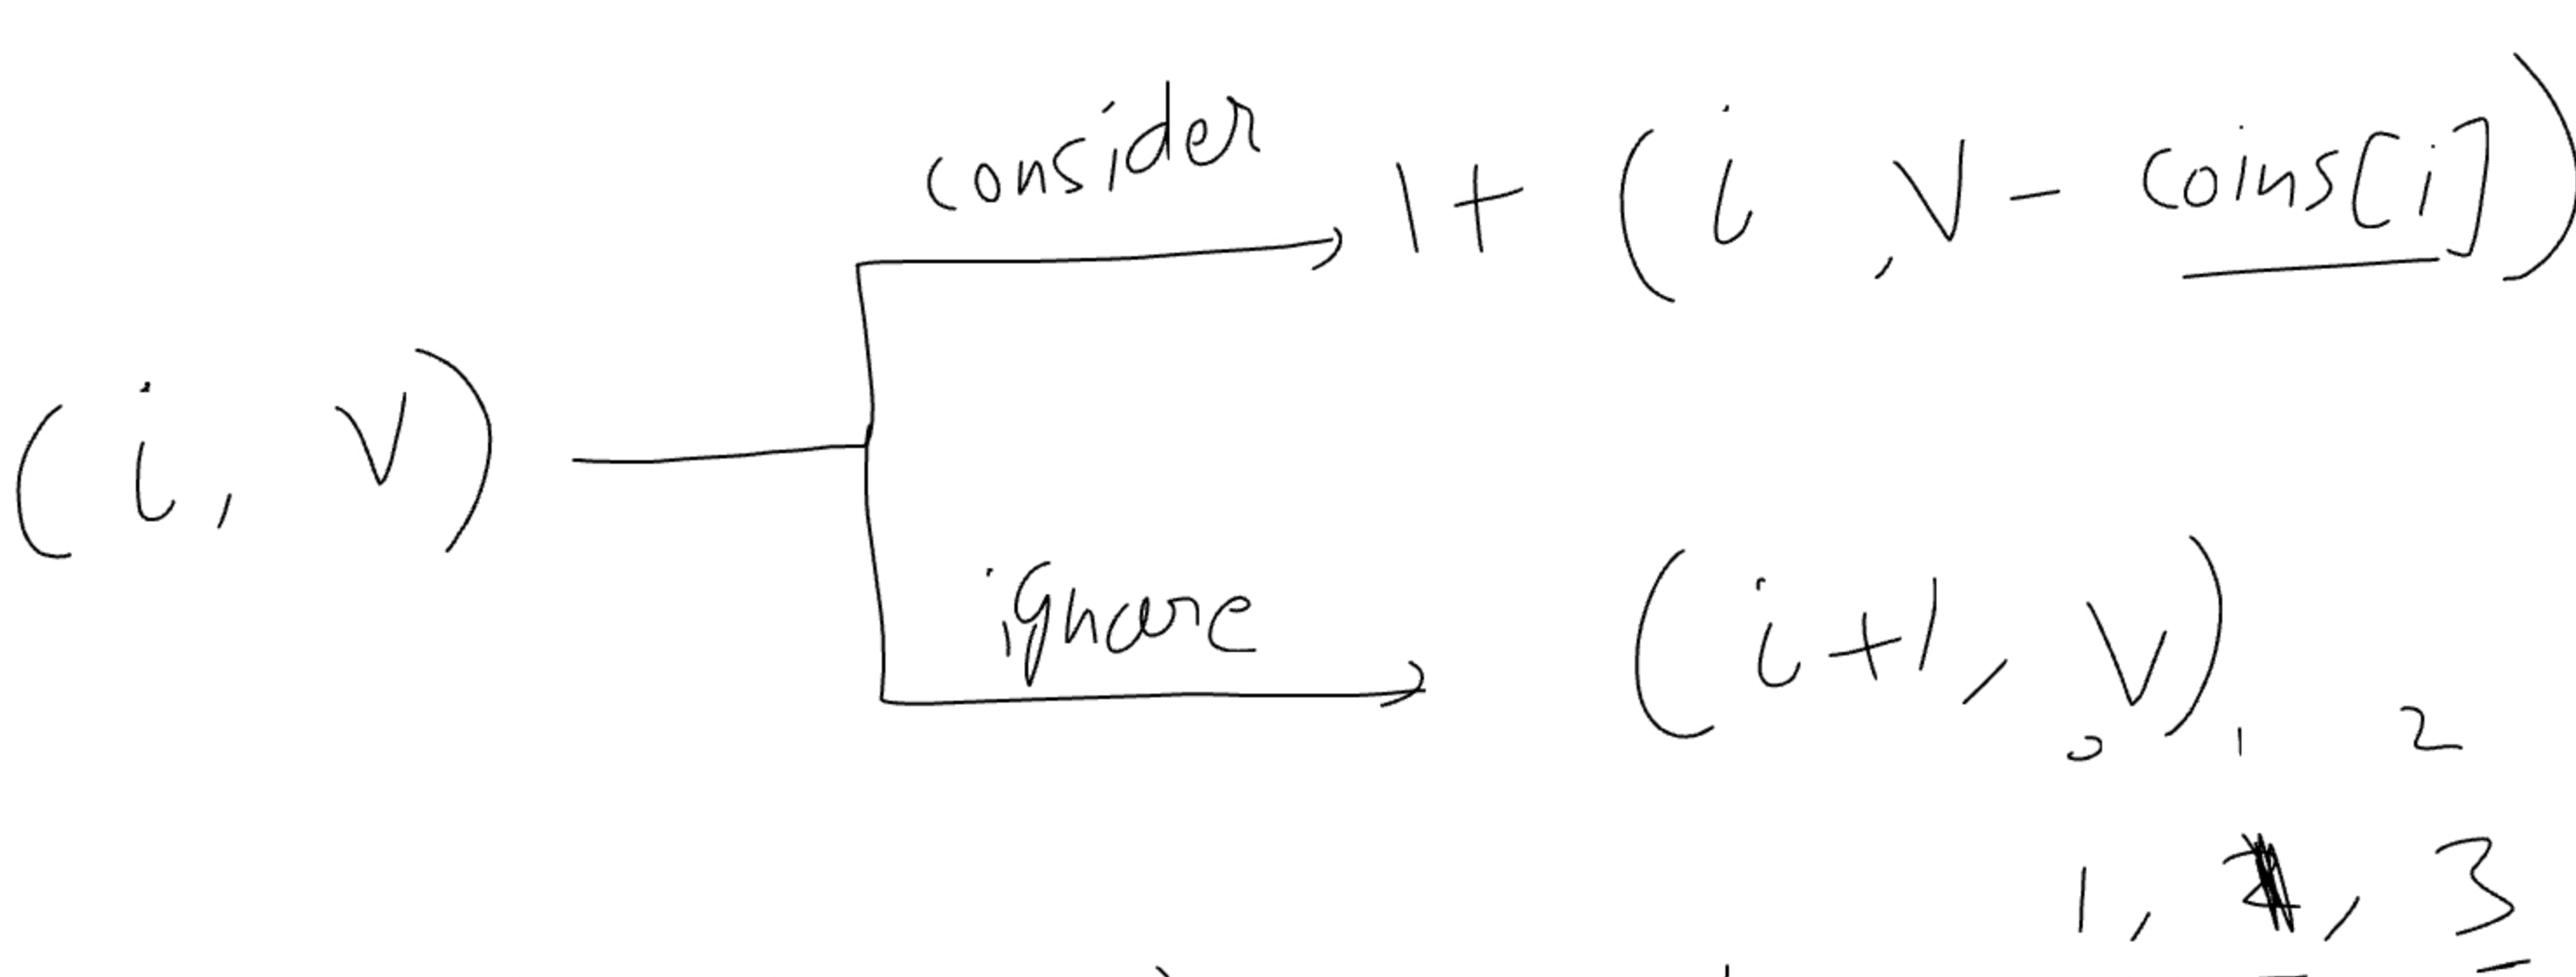 consider
1+ (i , V - coins[i])
(i, V)
ignore
(i+1, V)
0 1 2
1, , 3